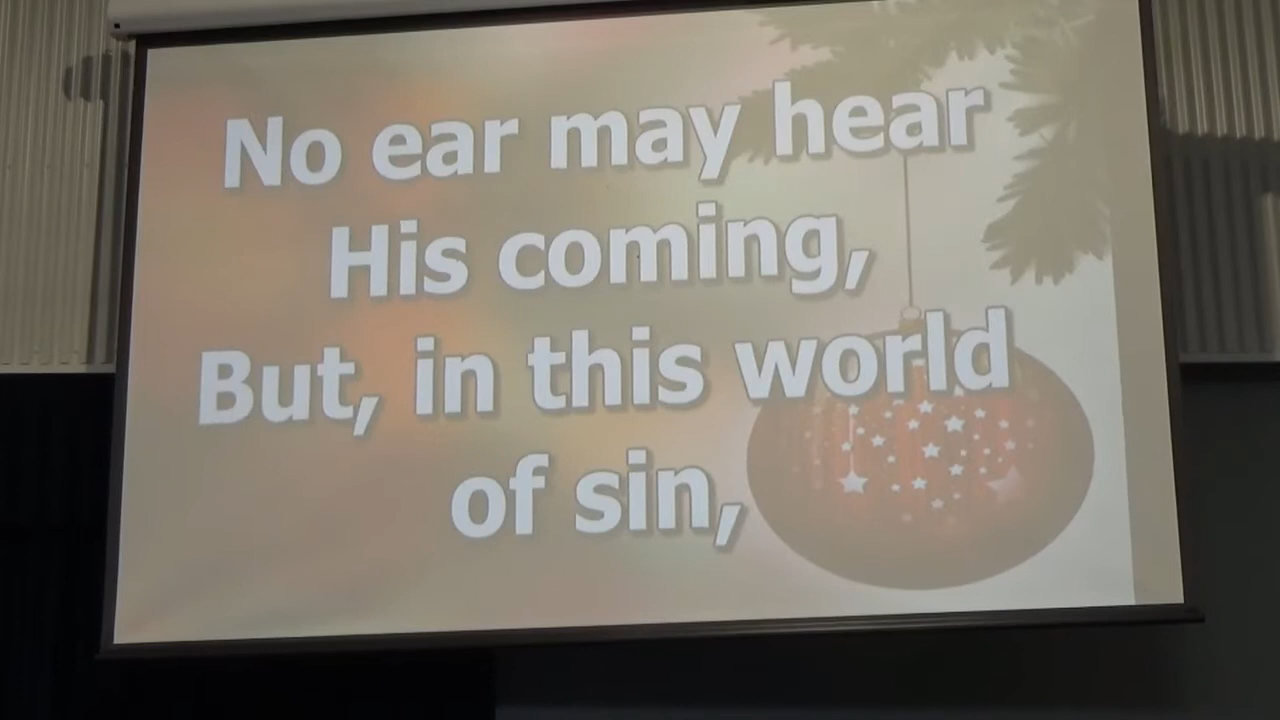 No ear may hear
His coming,
But, in this world
of sin,